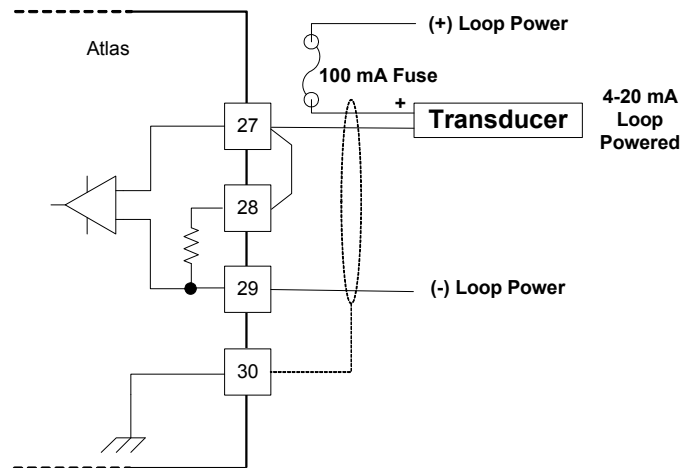 (+) Loop Power
Atlas
100 mA Fuse
+
Transducer
4-20 mA
Loop
Powered
27
28
29
(-) Loop Power
30